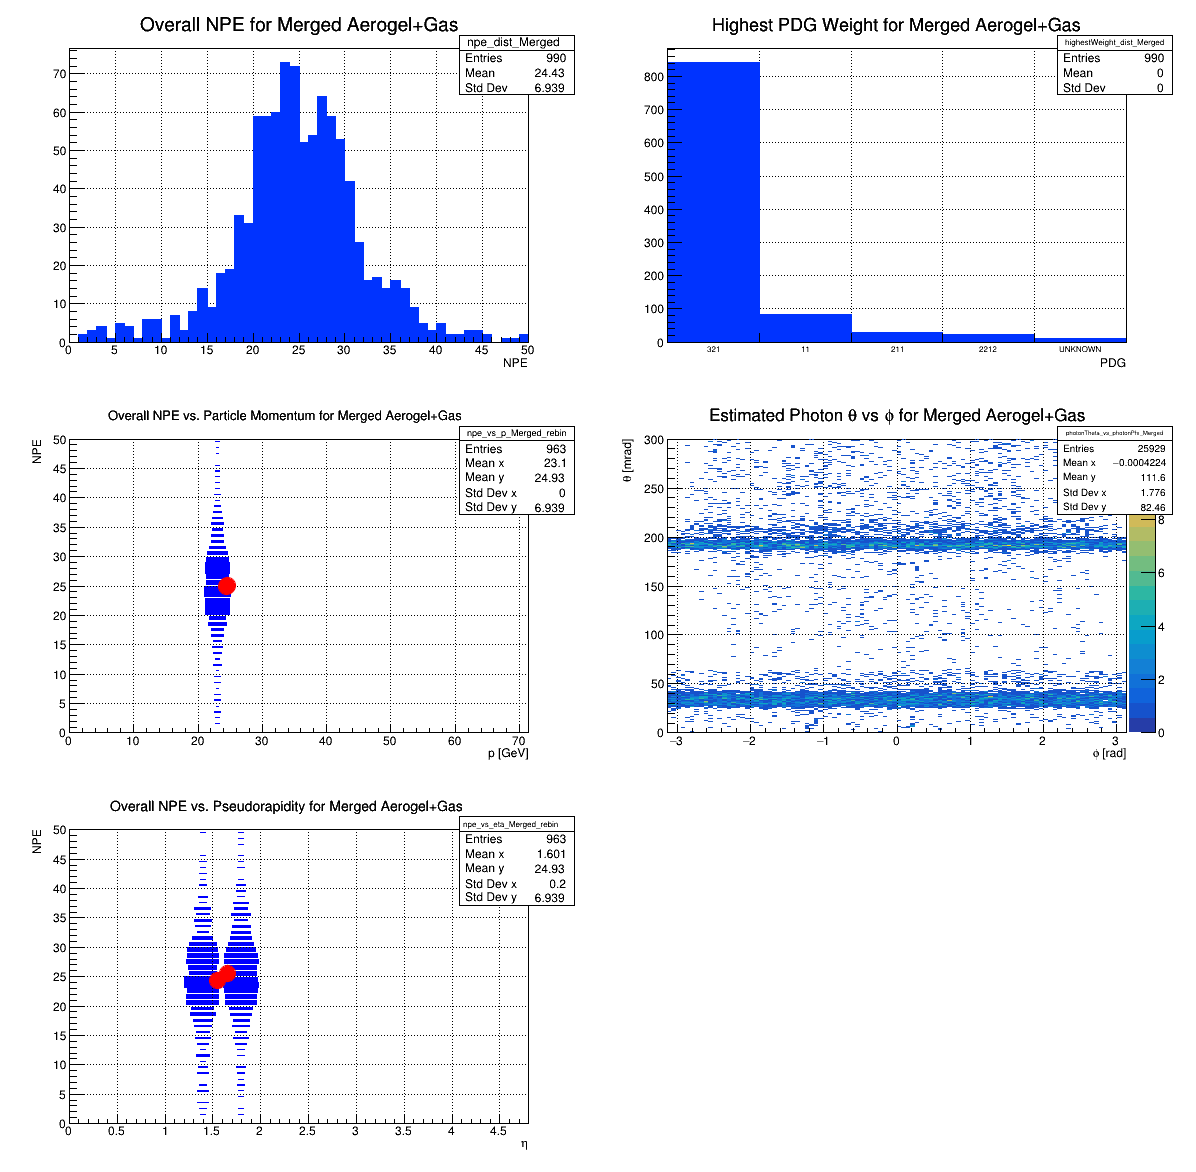 Overall NPE for Merged Aerogel+Gas
npe_dist_Merged
Entries 990
Mean 24.43
Std Dev 6.939
70
60
50
40
30
20
10
0
0 5 10 15 20 25 30 35 40 45 50
NPE
Highest PDG Weight for Merged Aerogel+Gas
highestWeight_dist_Merged
Entries 990
Mean 0
Std Dev 0
800
700
600
500
400
300
200
100
0
321 11 211 2212 UNKNOWN
PDG
Overall NPE vs. Particle Momentum for Merged Aerogel+Gas
npe_vs_p_Merged_rebin
Entries 963
Mean x 23.1
Mean y 24.93
Std Dev x 0
Std Dev y 6.939
NPE
50
45
40
35
30
25
20
15
10
5
0
0 10 20 30 40 50 60 70
p [GeV]
Estimated Photon θ vs ϕ for Merged Aerogel+Gas
photonTheta_vs_photonPhi_Merged
Entries 25929
Mean x −0.0004224
Mean y 111.6
Std Dev x 1.776
Std Dev y 82.46
θ [mrad]
300
250
200
150
100
50
0
−3 −2 −1 0 1 2 3
ϕ [rad]
8
6
4
2
0
Overall NPE vs. Pseudorapidity for Merged Aerogel+Gas
npe_vs_eta_Merged_rebin
Entries 963
Mean x 1.601
Mean y 24.93
Std Dev x 0.2
Std Dev y 6.939
NPE
50
45
40
35
30
25
20
15
10
5
0
0 0.5 1 1.5 2 2.5 3 3.5 4 4.5
η